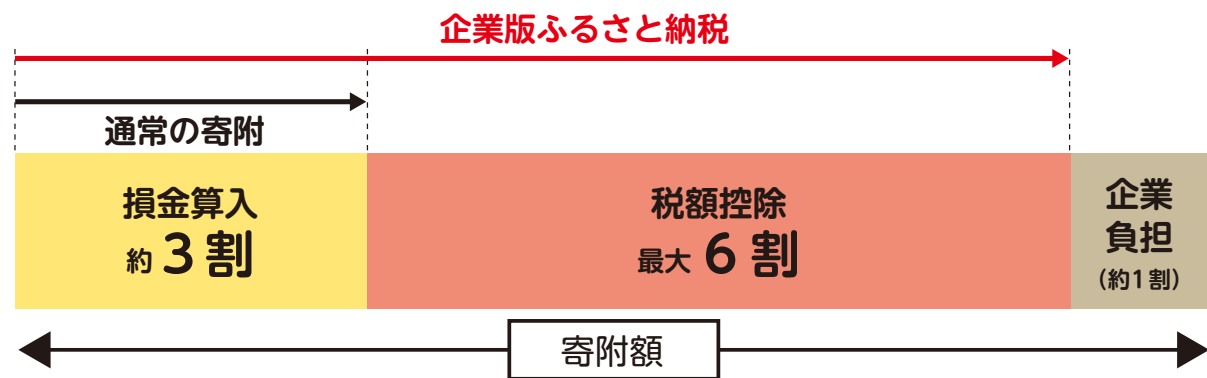 企業版ふるさと納税
通常の寄附
損金算入
約3割
税額控除
最大6割
企業
負担
(約1割)
寄附額